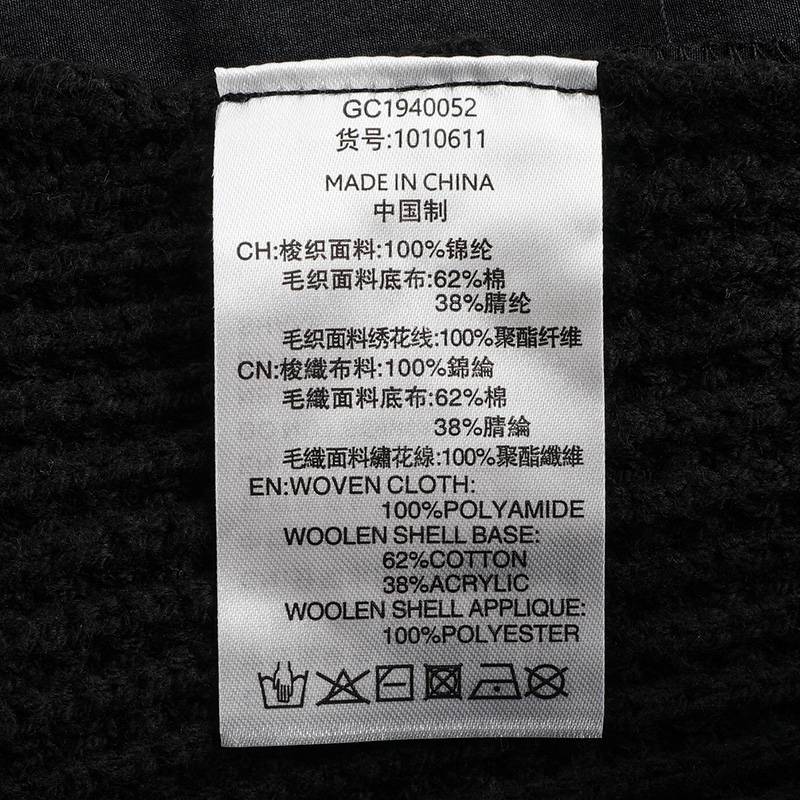 GC1940052
货号:1010611
MADE IN CHINA
中国制
CH:梭织面料:100%锦纶
毛织面料底布:62%棉
38%腈纶
毛织面料绣花线:100%聚酯纤维
CN:梭織布料:100%錦綸
毛織面料底布:62%棉
38%腈綸
毛織面料繡花線:100%聚酯纖維
EN:WOVEN CLOTH:
100%POLYAMIDE
WOOLEN SHELL BASE:
62%COTTON
38%ACRYLIC
WOOLEN SHELL APPLIQUE:
100%POLYESTER